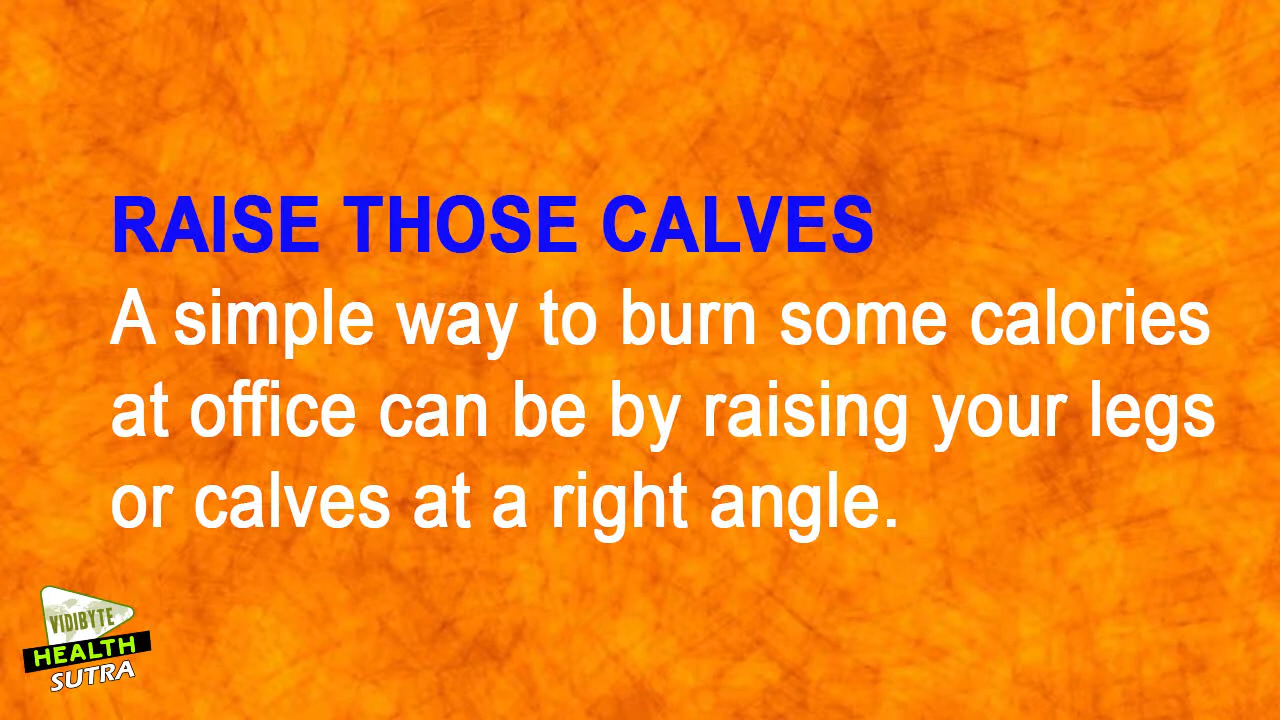 RAISE THOSE CALVES
A simple way to burn some calories
at office can be by raising your legs
or calves at a right angle.
VIDIBYTE
HEALTH
SUTRA